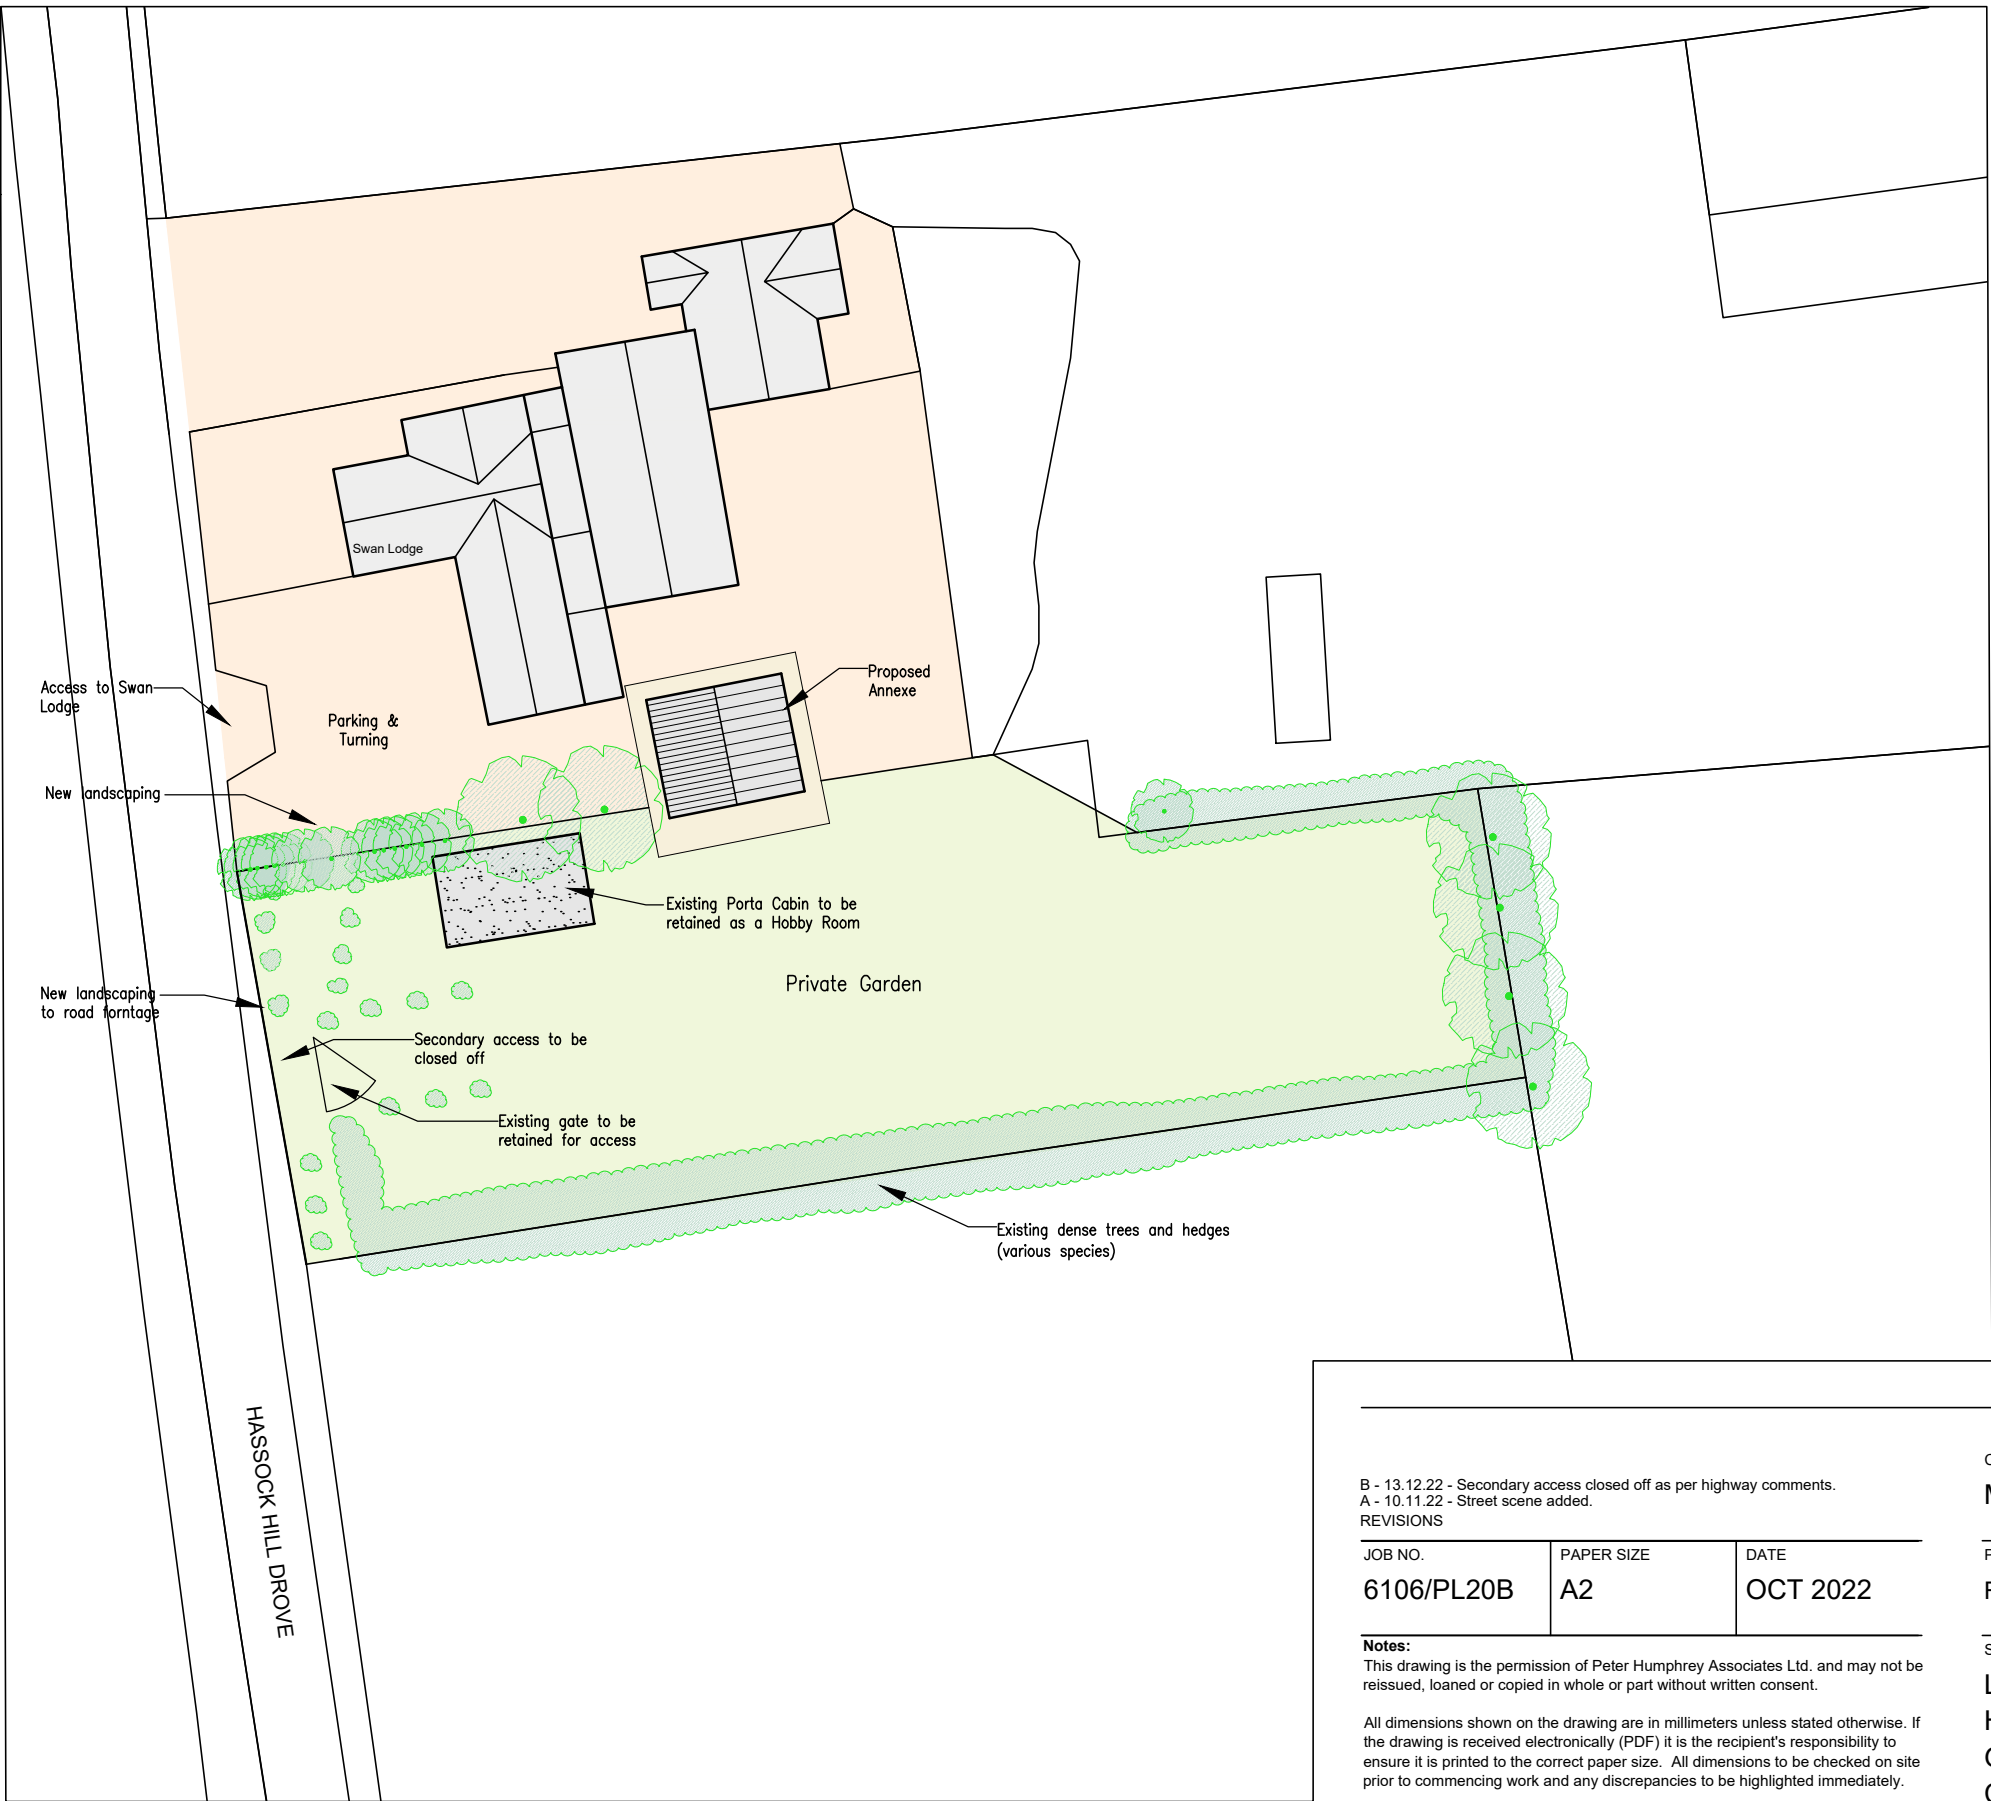 Swan Lodge
Access to Swan
Lodge
Parking &
Turning
Proposed
Annexe
New landscaping
Existing Porta Cabin to be
retained as a Hobby Room
Private Garden
New landscaping
to road forntage
Secondary access to be
closed off
Existing gate to be
retained for access
Existing dense trees and hedges
(various species)
HASSOCK HILL DROVE
B - 13.12.22 - Secondary access closed off as per highway comments.
A - 10.11.22 - Street scene added.
REVISIONS
JOB NO.
6106/PL20B
PAPER SIZE
A2
DATE
OCT 2022
Notes:
This drawing is the permission of Peter Humphrey Associates Ltd. and may not be
reissued, loaned or copied in whole or part without written consent.
All dimensions shown on the drawing are in millimeters unless stated otherwise. If
the drawing is received electronically (PDF) it is the recipient's responsibility to
ensure it is printed to the correct paper size. All dimensions to be checked on site
prior to commencing work and any discrepancies to be highlighted immediately.